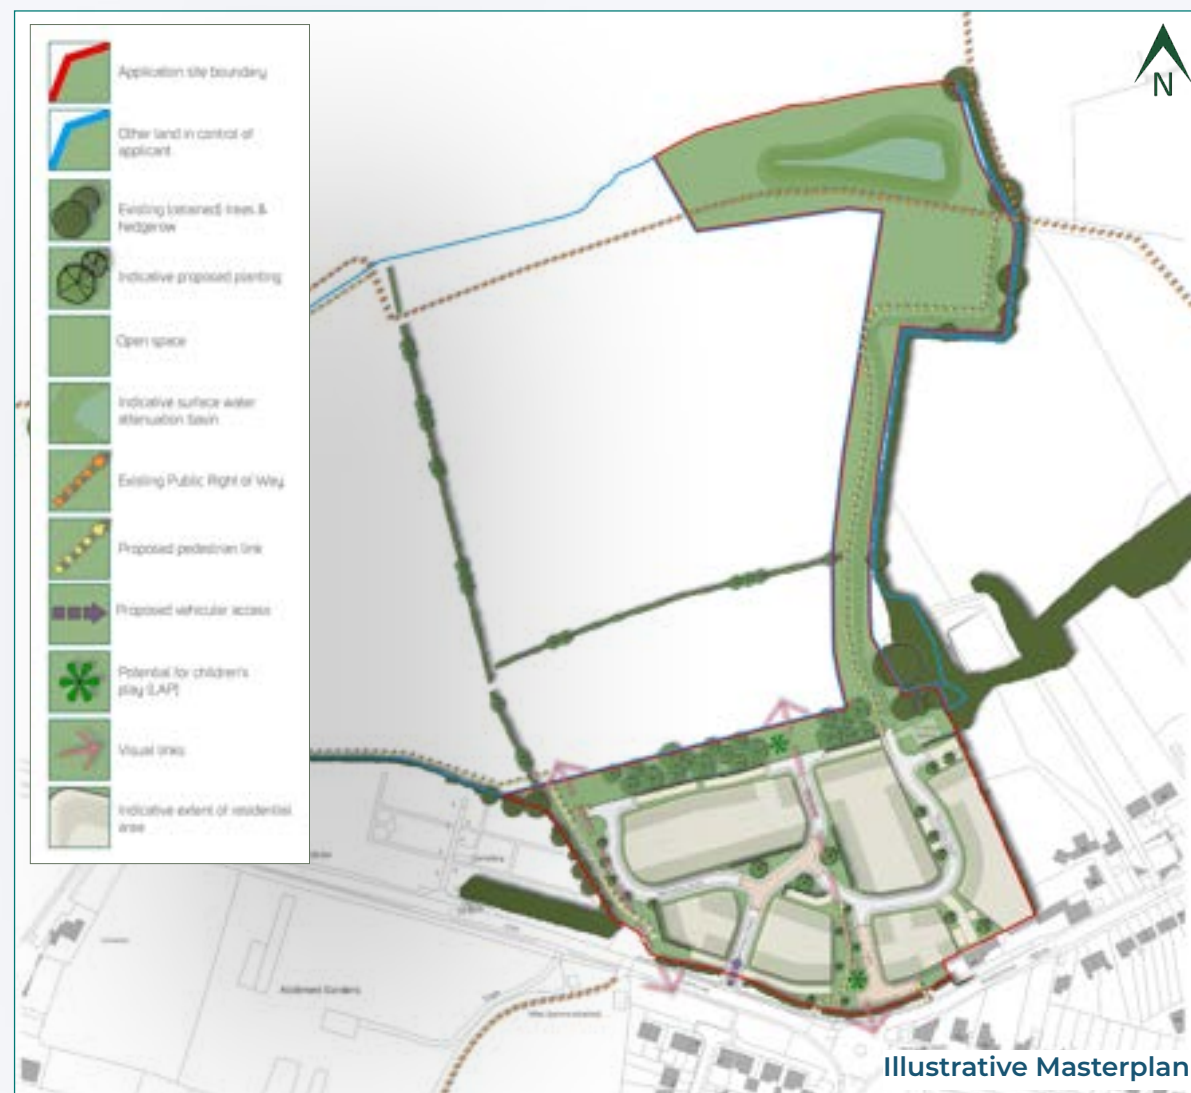 Application site boundary
Other land in control of
applicant
Existing (retained) trees &
hedgerow
Indicative proposed planting
Open space
Indicative surface water
attenuation basin
Existing Public Right of Way
Proposed pedestrian link
Proposed vehicular access
Potential for children's
play (LAP)
Visual links
Indicative extent of residential
area
N
Allotment Gardens
Illustrative Masterplan